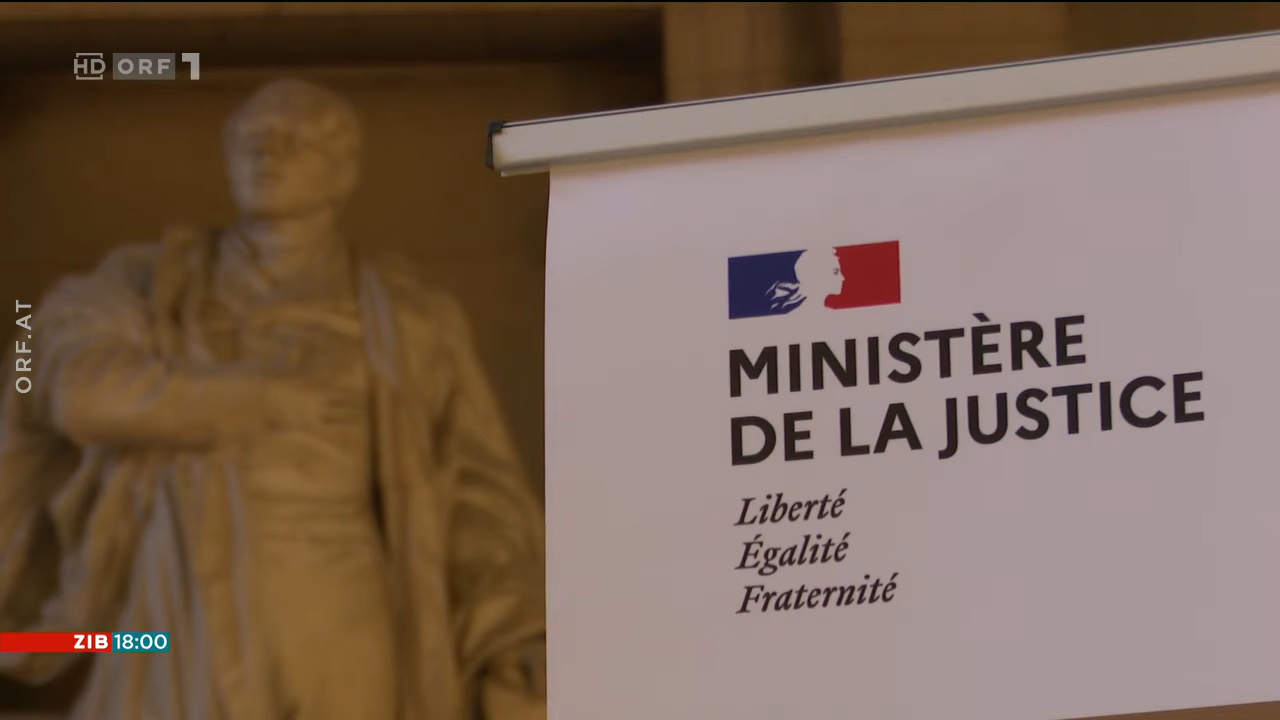 HD ORF 1
MINISTÈRE
DE LA JUSTICE
Liberté
Égalité
Fraternité
ORF.AT
ZIB 18:00